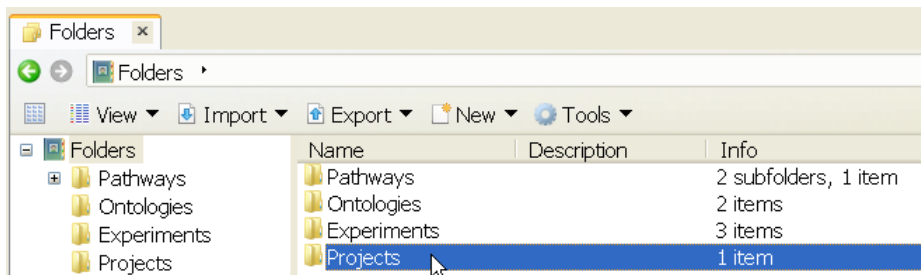 Folders
Folders
View Import Export New Tools
Folders Name Description Info
Pathways Pathways 2 subfolders, 1 item
Ontologies Ontologies 2 items
Experiments Experiments 3 items
Projects Projects 1 item